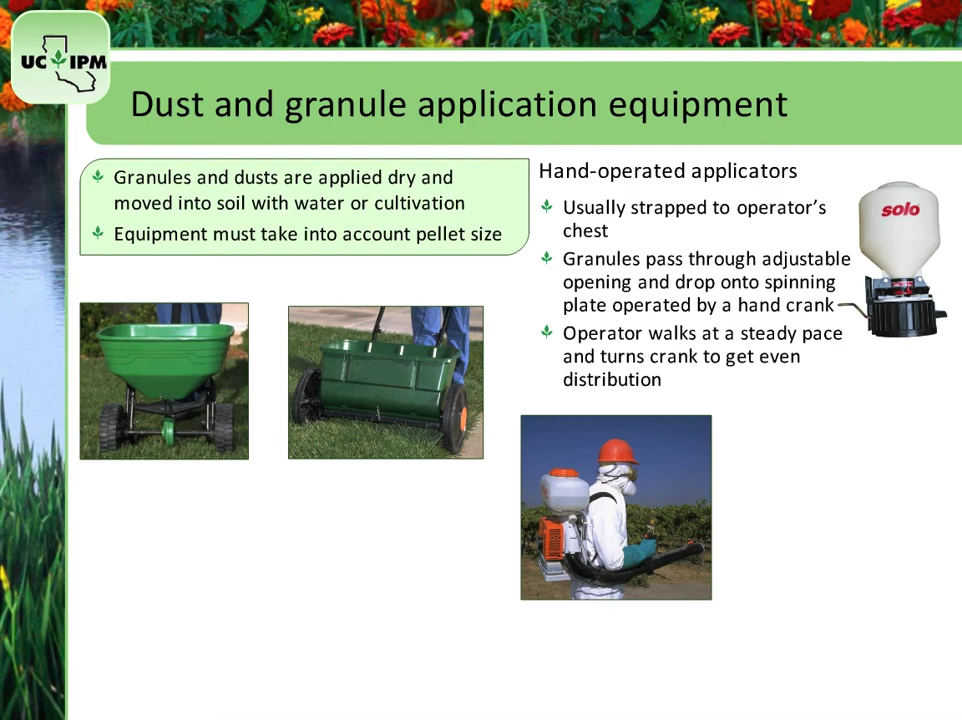 UC IPM
Dust and granule application equipment
Granules and dusts are applied dry and
moved into soil with water or cultivation
Equipment must take into account pellet size
Hand-operated applicators
Usually strapped to operator’s
chest
Granules pass through adjustable
opening and drop onto spinning
plate operated by a hand crank
Operator walks at a steady pace
and turns crank to get even
distribution
solo